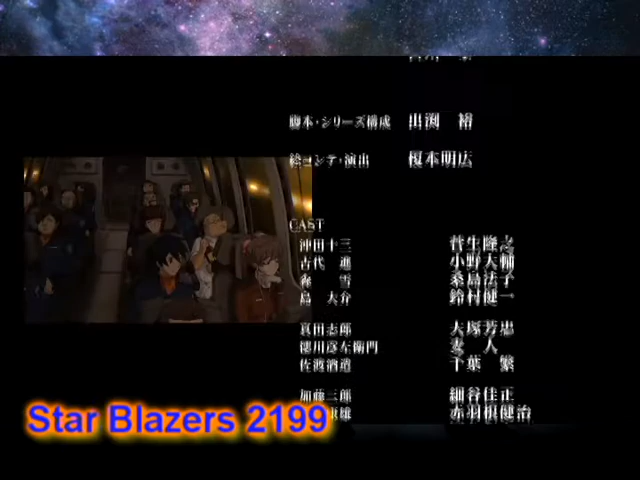 脚本・シリーズ構成 出渕 裕
絵コンテ・演出 榎本明広
CAST
沖田十三 菅生隆之
古代 進 小野大輔
森 雪 桑島法子
島 大介 鈴村健一
真田志郎 大塚芳忠
徳川彦左衛門 麦人
佐渡酒造 千葉 繁
加藤三郎 細谷佳正
雄 赤羽根健治
Star Blazers 2199